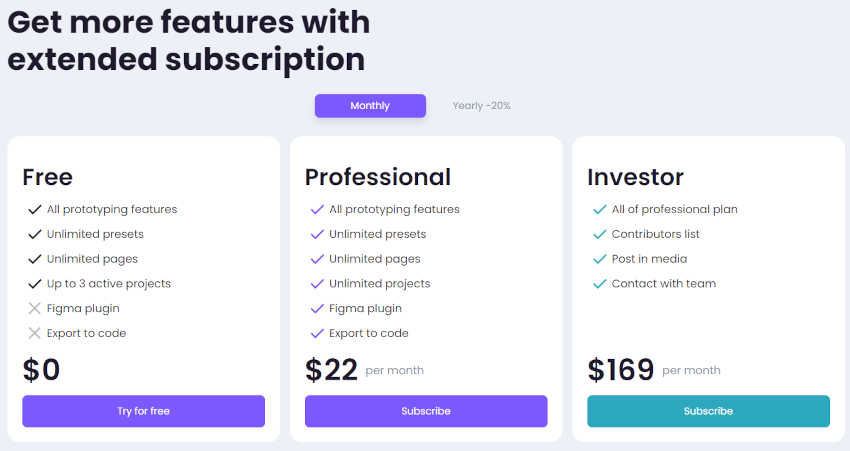 Get more features with
extended subscription
Monthly
Yearly -20%
Free
All prototyping features
Unlimited presets
Unlimited pages
Up to 3 active projects
Figma plugin
Export to code
$0
Try for free
Professional
All prototyping features
Unlimited presets
Unlimited pages
Unlimited projects
Figma plugin
Export to code
$22 per month
Subscribe
Investor
All of professional plan
Contributors list
Post in media
Contact with team
$169 per month
Subscribe